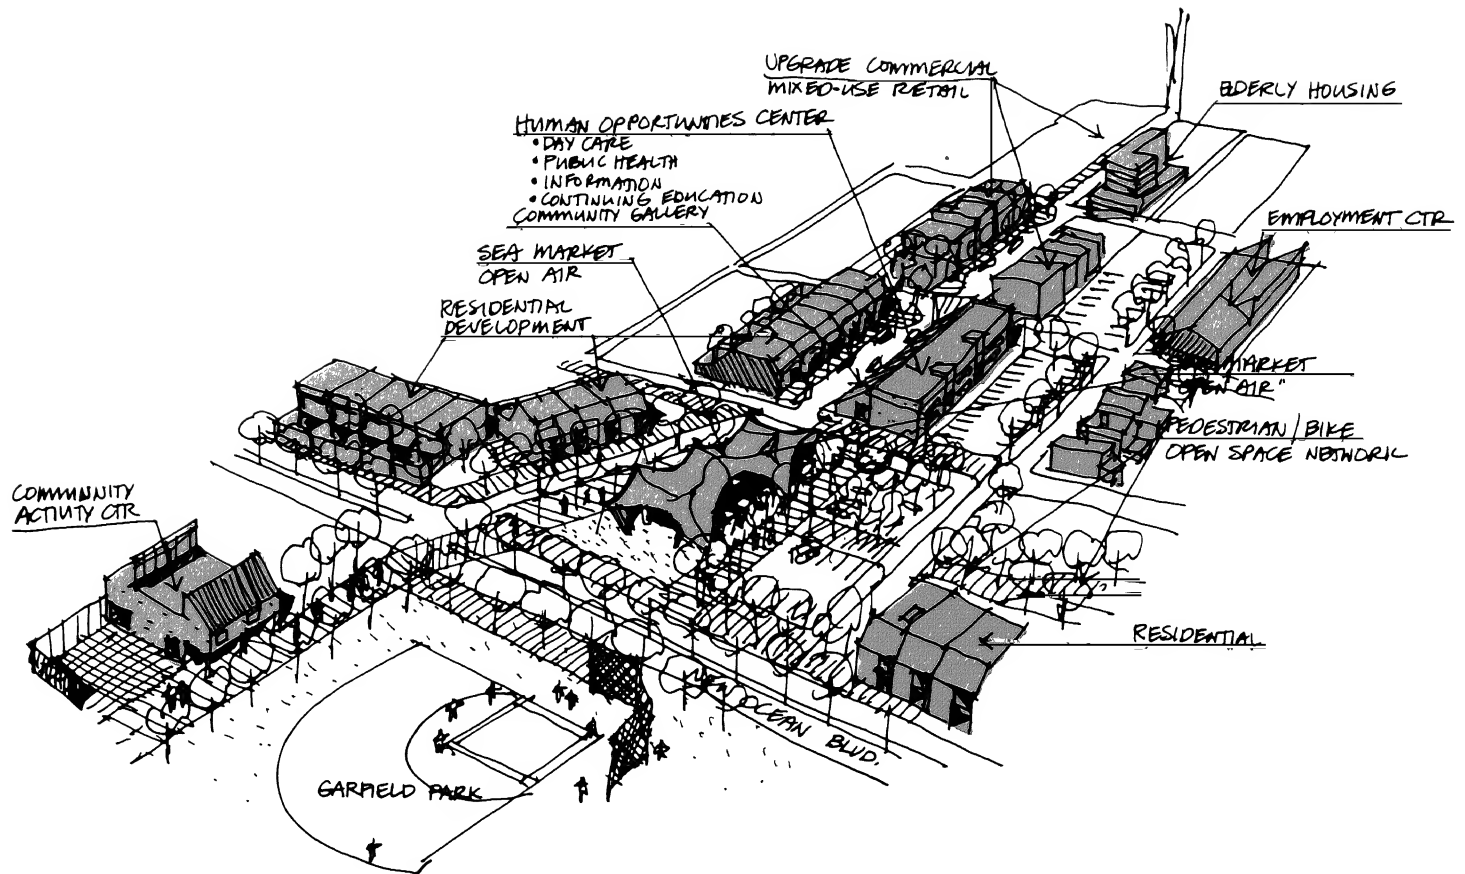 UPGRADE COMMERCIAL
MIXED-USE RETAIL
ELDERLY HOUSING
HUMAN OPPORTUNITIES CENTER
• DAY CARE
• PUBLIC HEALTH
• INFORMATION
• CONTINUING EDUCATION
COMMUNITY GALLERY
EMPLOYMENT CTR
SEA MARKET
OPEN AIR
RESIDENTIAL
DEVELOPMENT
MARKET
OPEN AIR"
PEDESTRIAN/BIKE
OPEN SPACE NETWORK
COMMUNITY
ACTIVITY CTR
RESIDENTIAL
NEW OCEAN BLVD.
GARFIELD PARK